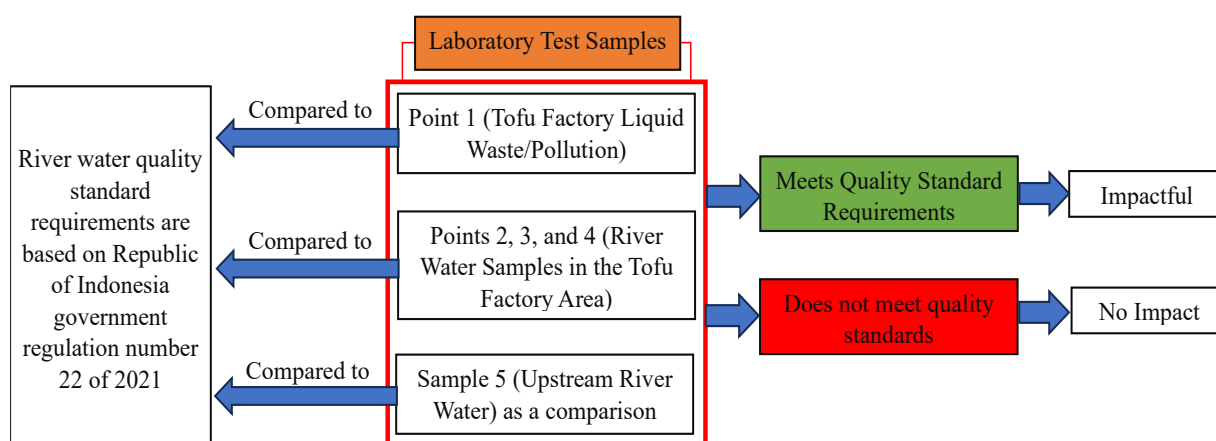 Laboratory Test Samples
River water quality
standard
requirements are
based on Republic
of Indonesia
government
regulation number
22 of 2021
Compared to
Point 1 (Tofu Factory Liquid
Waste/Pollution)
Compared to
Points 2, 3, and 4 (River
Water Samples in the Tofu
Factory Area)
Compared to
Sample 5 (Upstream River
Water) as a comparison
Meets Quality Standard
Requirements
Impactful
Does not meet quality
standards
No Impact